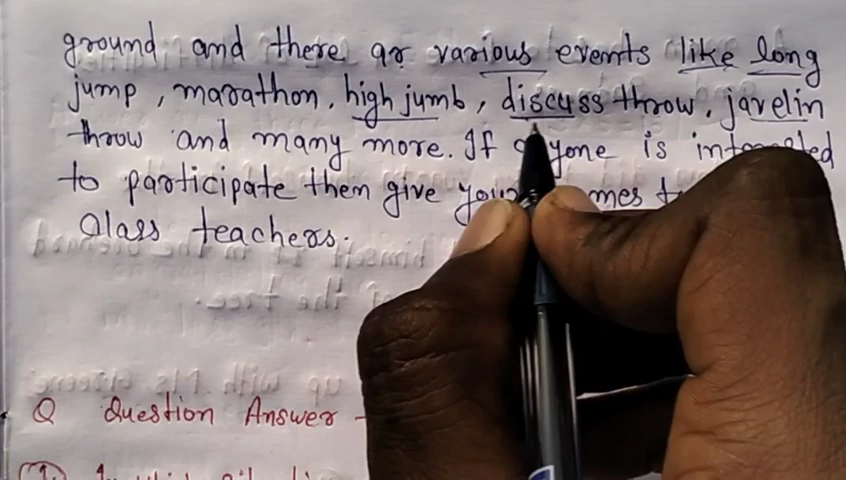 ground and there ar various events like long
jump, marathon, high jumb, discuss throw, javelin
throw and many more. If is
to participate then give
Class teachers.
Q Question Answer -